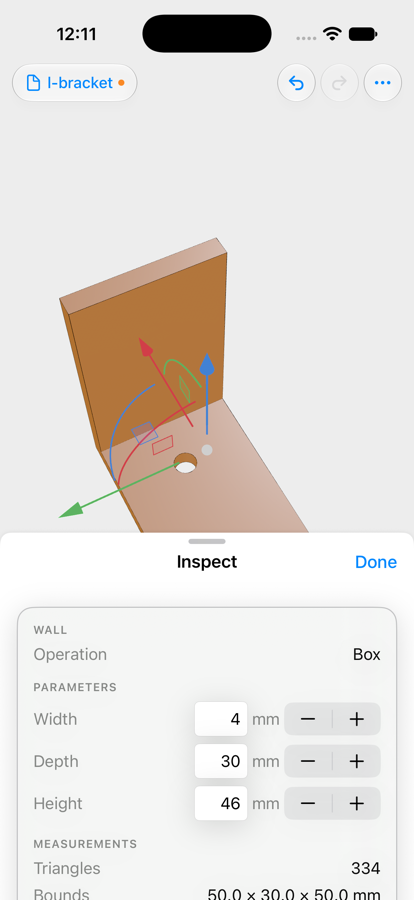 12:11
l-bracket
Inspect
Done
WALL
Operation Box
PARAMETERS
Width 4 mm
Depth 30 mm
Height 46 mm
MEASUREMENTS
Triangles 334
Bounds 50.0 × 30.0 × 50.0 mm